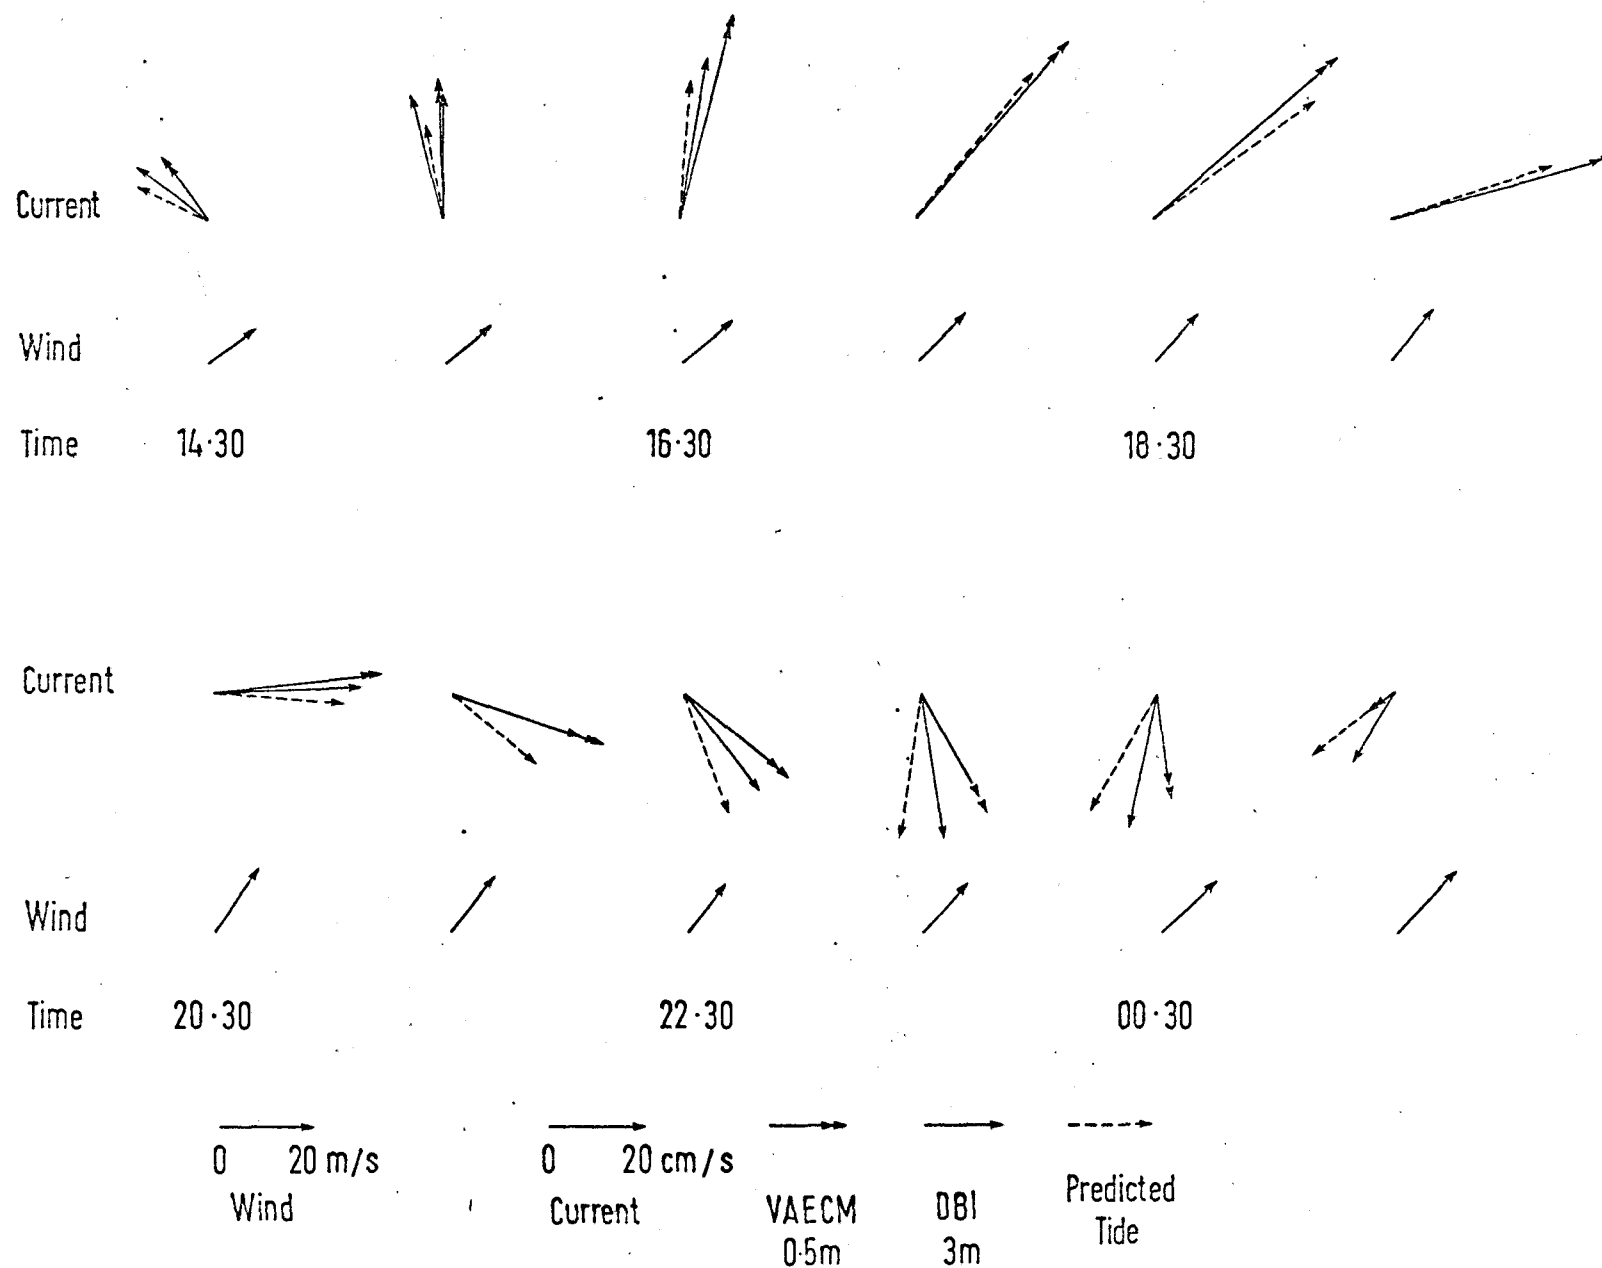 Current
Wind
Time 14·30 16·30 18·30
Current
Wind
Time 20·30 22·30 00·30
0 20 m/s 0 20 cm/s
Wind Current VAECM DB1 Predicted
0·5m 3m Tide